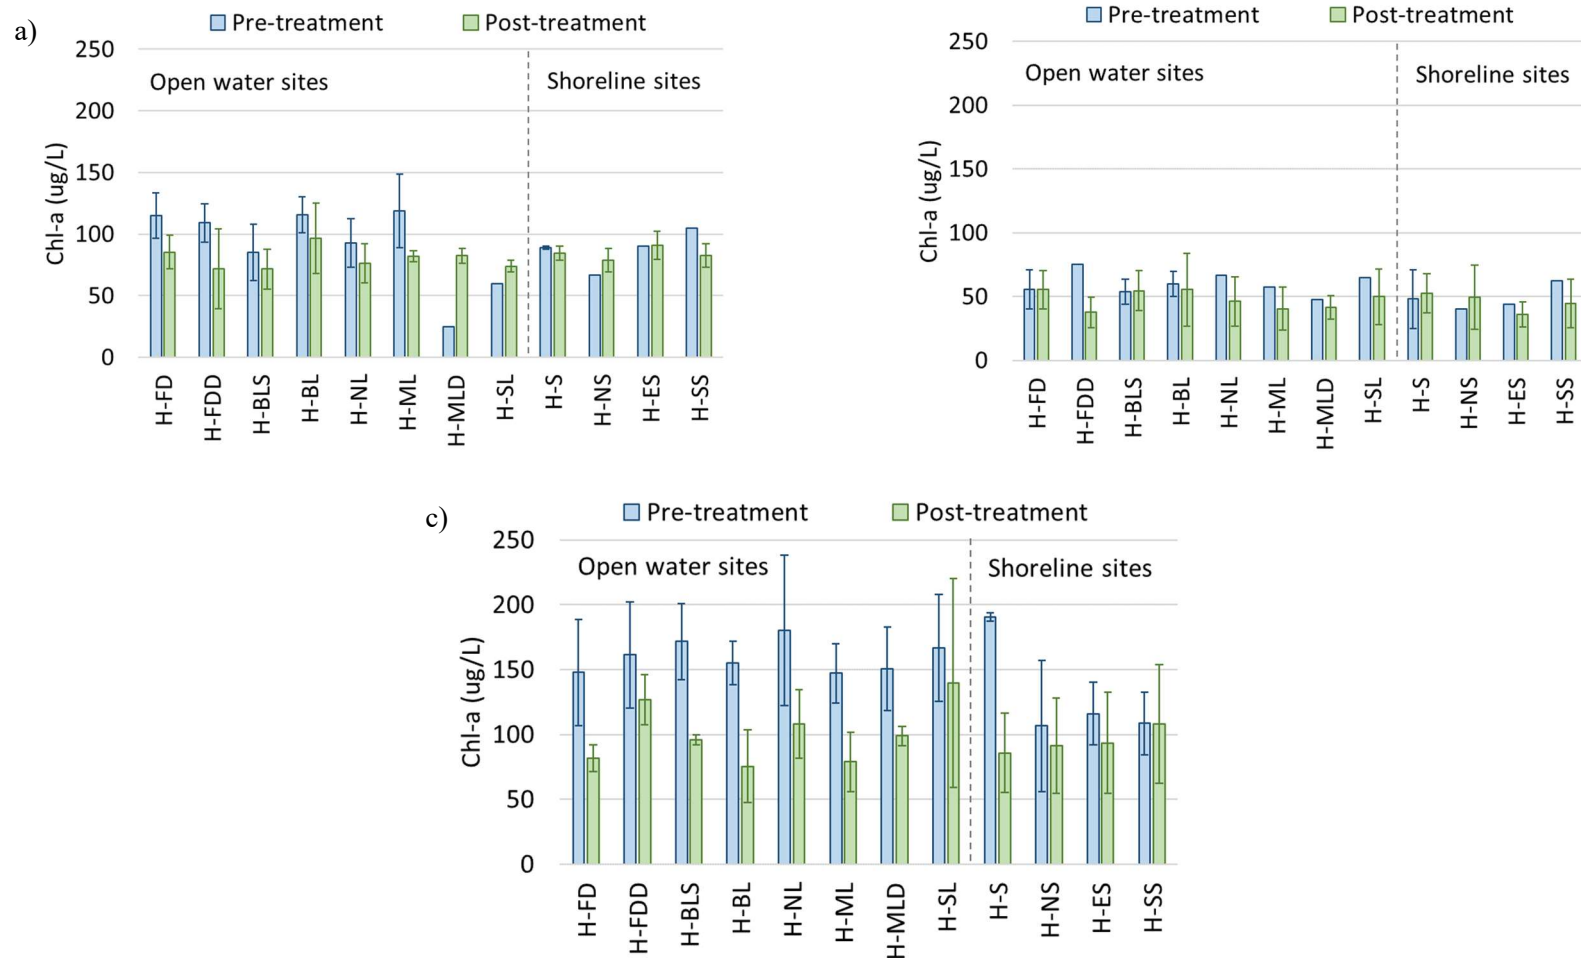 a)
Pre-treatment Post-treatment
250
200
150
100
50
0
Chl-a (ug/L)
Open water sites
Shoreline sites
H-FD H-FDD H-BLS H-BL H-NL H-ML H-MLD H-SL H-S H-NS H-ES H-SS
Pre-treatment Post-treatment
250
200
150
100
50
0
Chl-a (ug/L)
Open water sites
Shoreline sites
H-FD H-FDD H-BLS H-BL H-NL H-ML H-MLD H-SL H-S H-NS H-ES H-SS
c)
Pre-treatment Post-treatment
250
200
150
100
50
0
Chl-a (ug/L)
Open water sites
Shoreline sites
H-FD H-FDD H-BLS H-BL H-NL H-ML H-MLD H-SL H-S H-NS H-ES H-SS